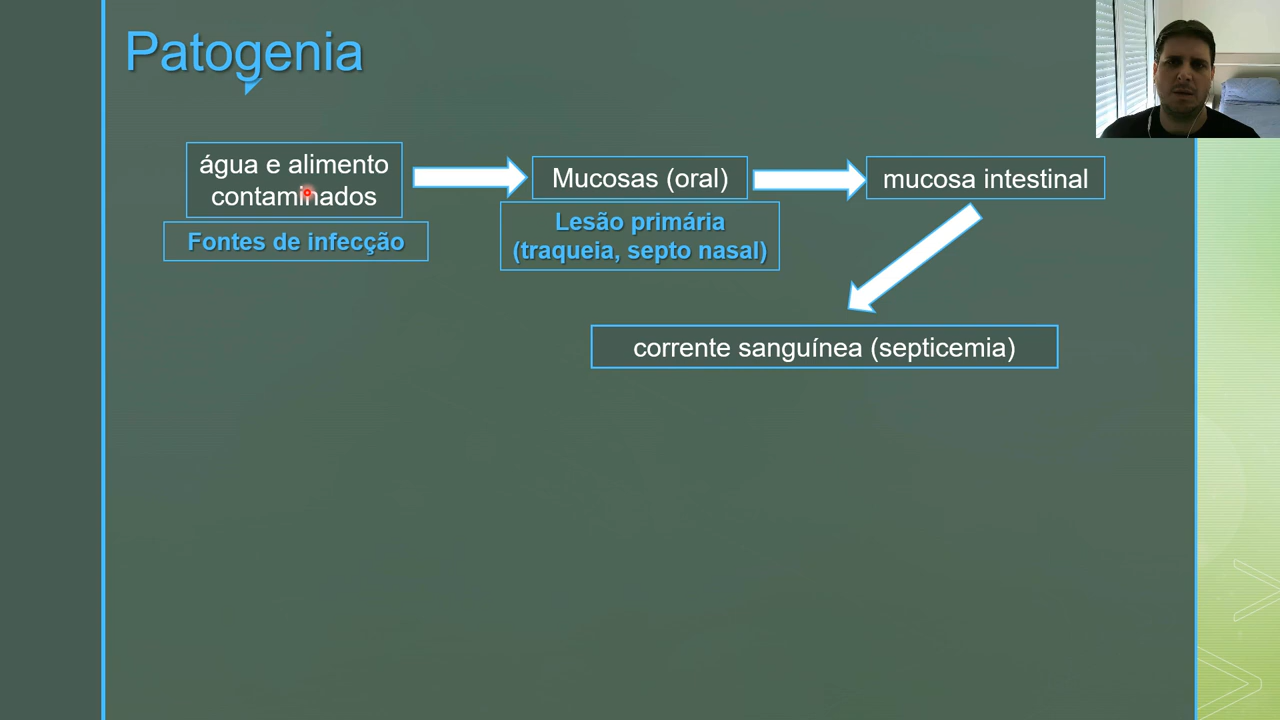 Patogenia
água e alimento
contaminados
Fontes de infecção
Mucosas (oral)
Lesão primária
(traqueia, septo nasal)
mucosa intestinal
corrente sanguínea (septicemia)